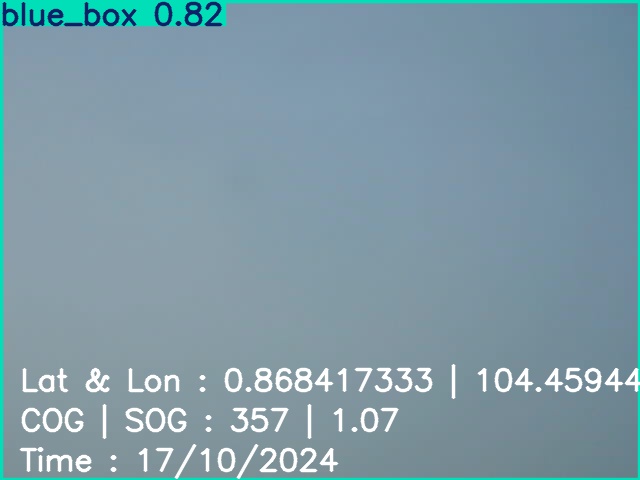 blue_box 0.82
Lat & Lon : 0.868417333 | 104.45944
COG | SOG : 357 | 1.07
Time : 17/10/2024